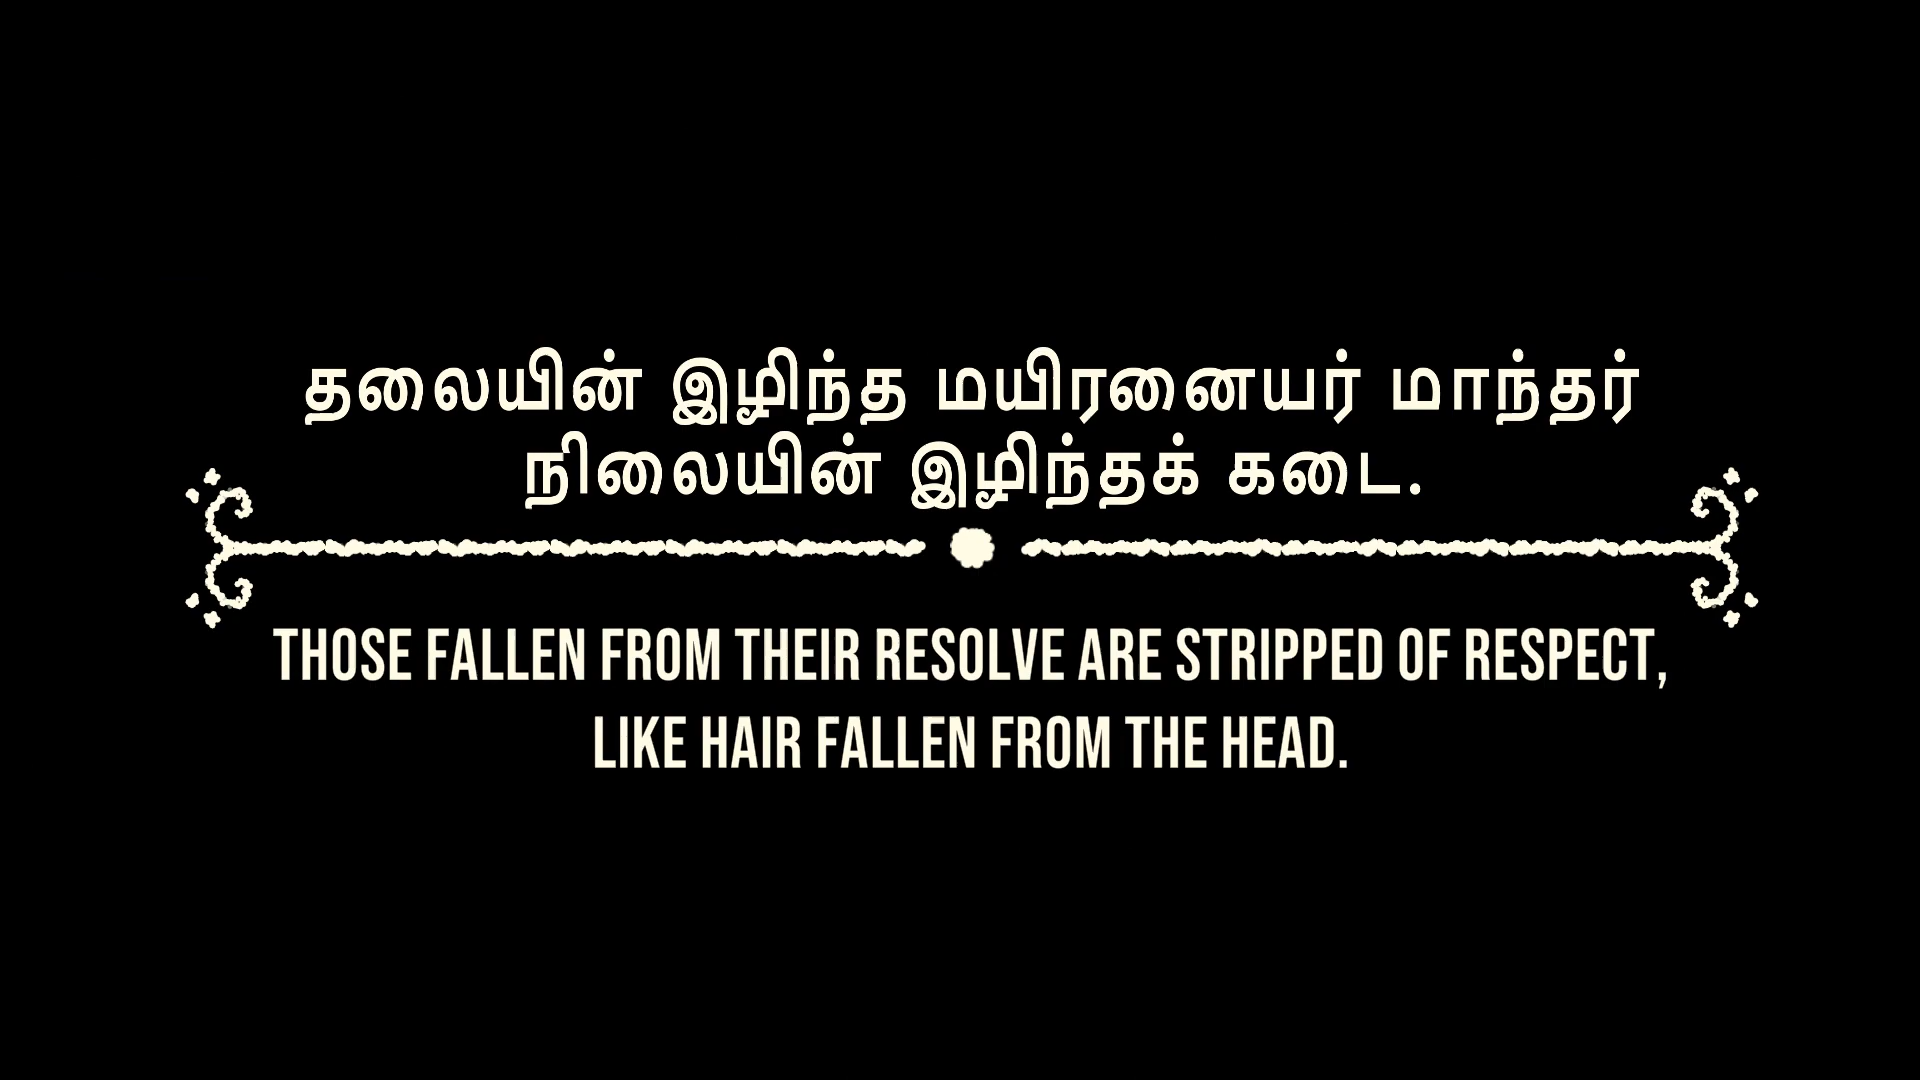 தலையின் இழிந்த மயிரனையர் மாந்தர்
நிலையின் இழிந்தக் கடை.
THOSE FALLEN FROM THEIR RESOLVE ARE STRIPPED OF RESPECT,
LIKE HAIR FALLEN FROM THE HEAD.